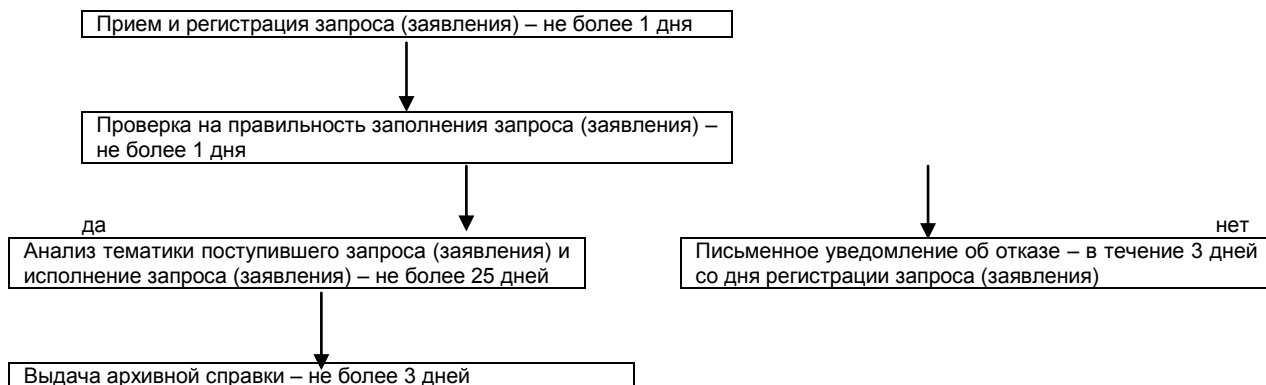 Прием и регистрация запроса (заявления) – не более 1 дня
Проверка на правильность заполнения запроса (заявления) –
не более 1 дня
да
нет
Анализ тематики поступившего запроса (заявления) и
исполнение запроса (заявления) – не более 25 дней
Письменное уведомление об отказе – в течение 3 дней
со дня регистрации запроса (заявления)
Выдача архивной справки – не более 3 дней